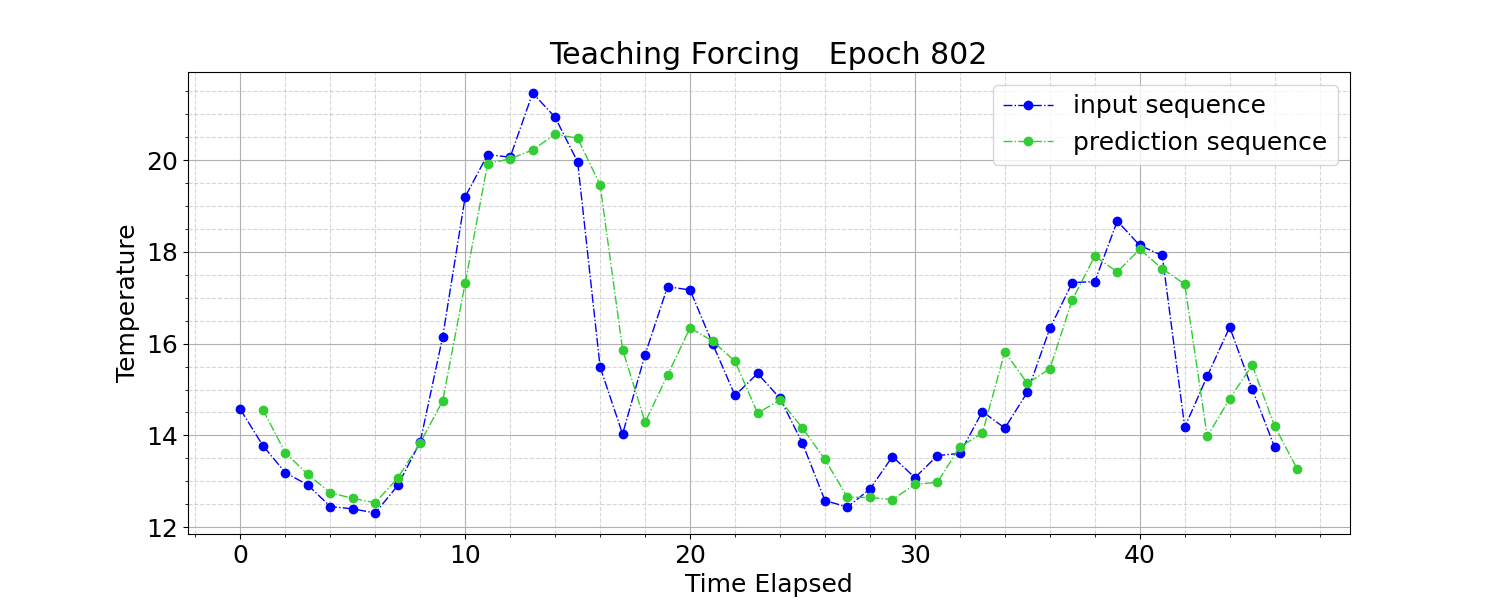 Teaching Forcing   Epoch 802
input sequence
prediction sequence
Temperature
20
18
16
14
12
0 10 20 30 40
Time Elapsed